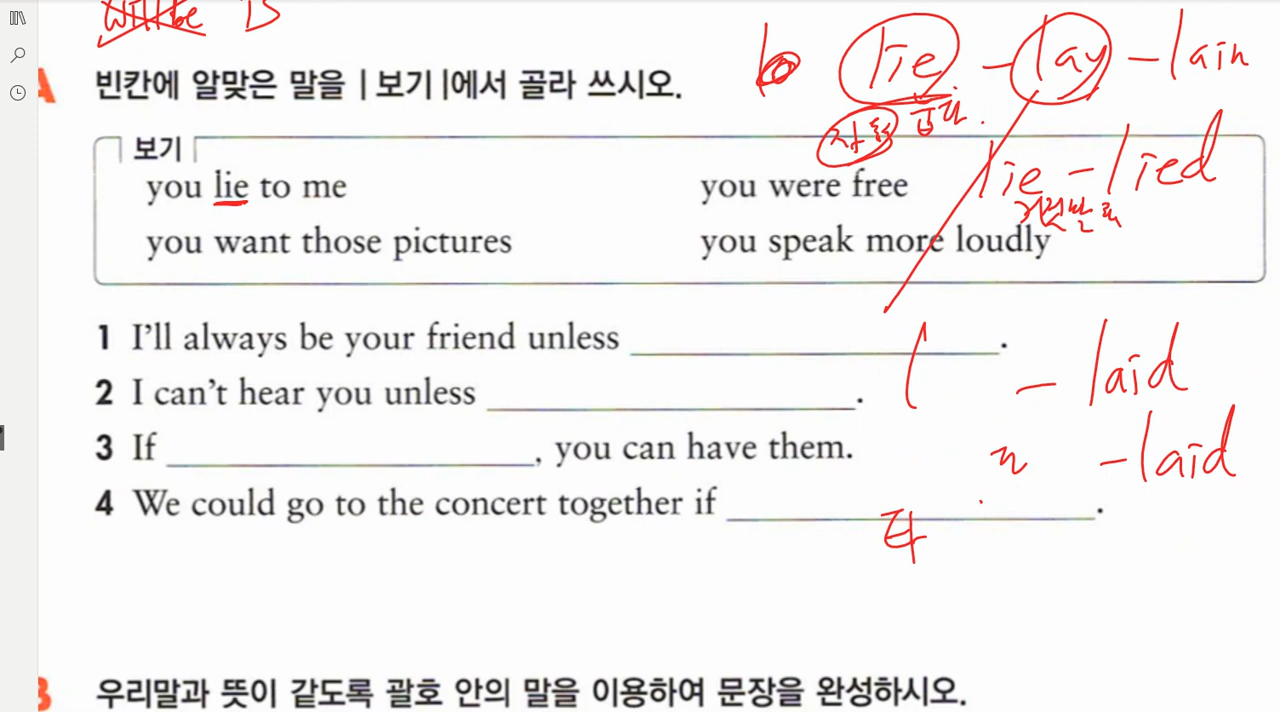 will be is
A 빈칸에 알맞은 말을 | 보기 |에서 골라 쓰시오.
lie - lay - lain
자
lie - lied
거짓말
보기
you lie to me you were free
you want those pictures you speak more loudly
1 I'll always be your friend unless ____________.
- laid
2 I can't hear you unless ____________.
3 If ____________, you can have them.
- laid
4 We could go to the concert together if ____________.
타
B 우리말과 뜻이 같도록 괄호 안의 말을 이용하여 문장을 완성하시오.